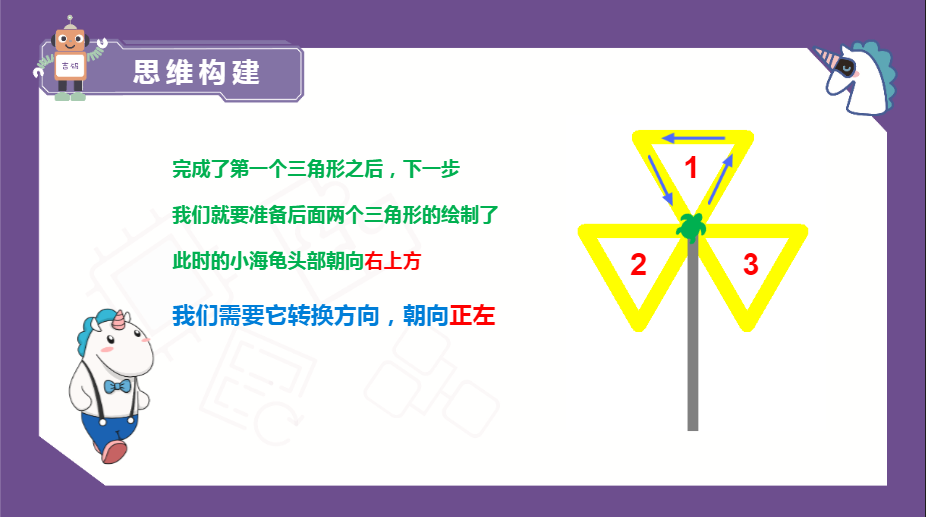 思维构建
完成了第一个三角形之后，下一步
我们就要准备后面两个三角形的绘制了
此时的小海龟头部朝向右上方
我们需要它转换方向，朝向正左
1
2
3